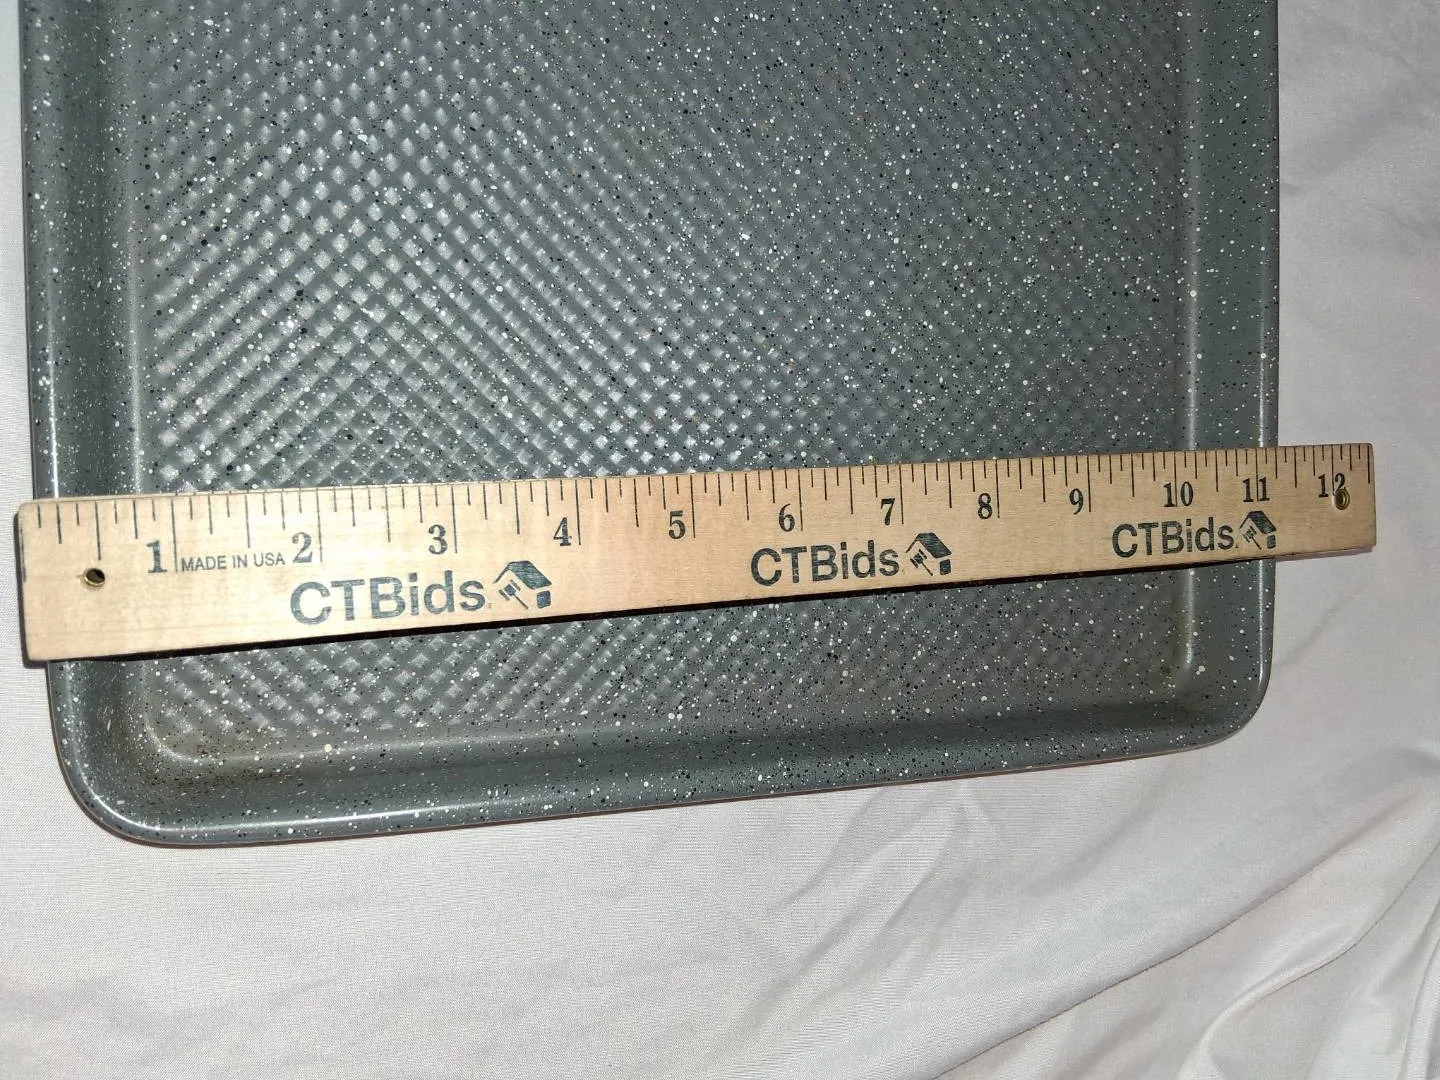 1 2 3 4 5 6 7 8 9 10 11 12
MADE IN USA
CTBids CTBids CTBids